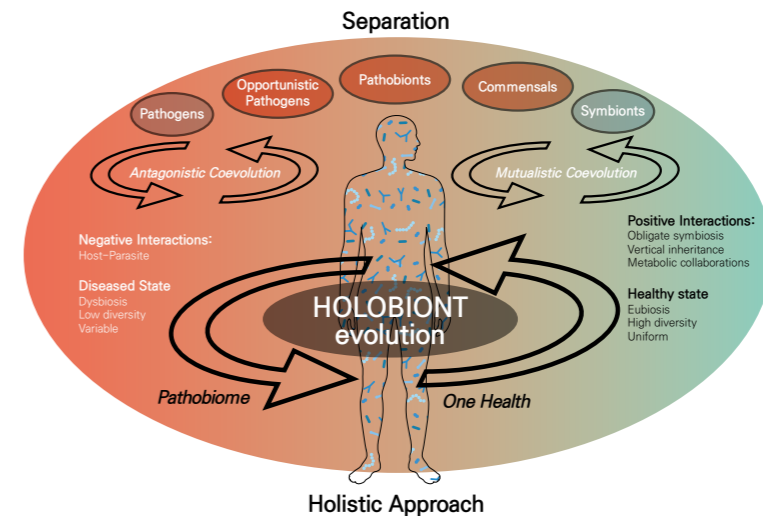 Separation
Pathogens
Opportunistic
Pathogens
Pathobionts
Commensals
Symbionts
Antagonistic Coevolution
Mutualistic Coevolution
Negative Interactions:
Host-Parasite
Diseased State
Dysbiosis
Low diversity
Variable
Positive Interactions:
Obligate symbiosis
Vertical inheritance
Metabolic collaborations
Healthy state
Eubiosis
High diversity
Uniform
HOLOBIONT
evolution
Pathobiome
One Health
Holistic Approach